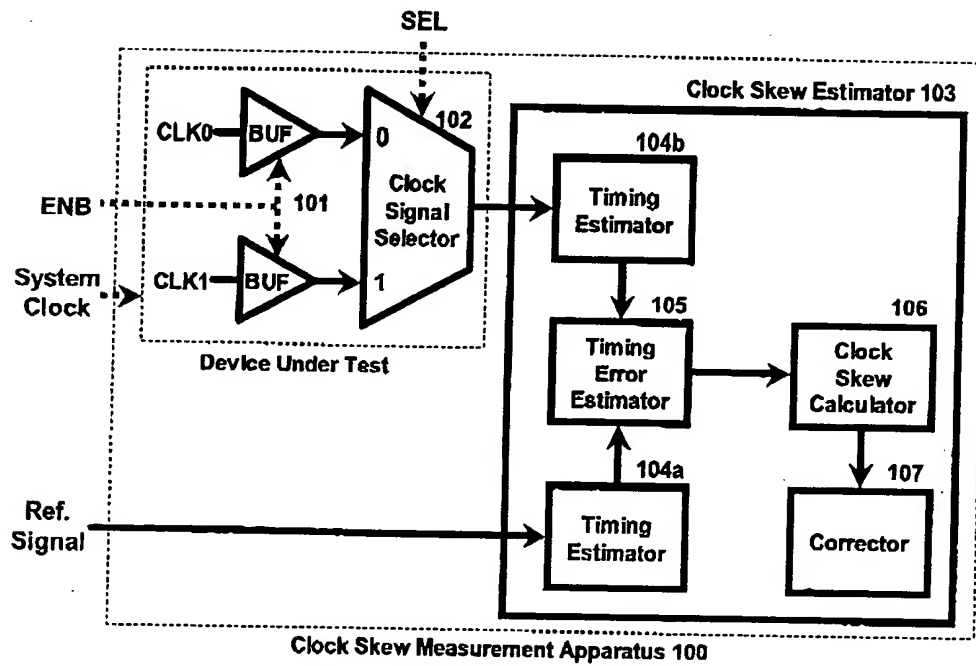 SEL
Clock Skew Estimator 103
CLK0
BUF
0
102
104b
Timing
Estimator
ENB
101
Clock
Signal
Selector
System
Clock
CLK1
BUF
1
105
106
Device Under Test
Timing
Error
Estimator
Clock
Skew
Calculator
104a
107
Ref.
Signal
Timing
Estimator
Corrector
Clock Skew Measurement Apparatus 100